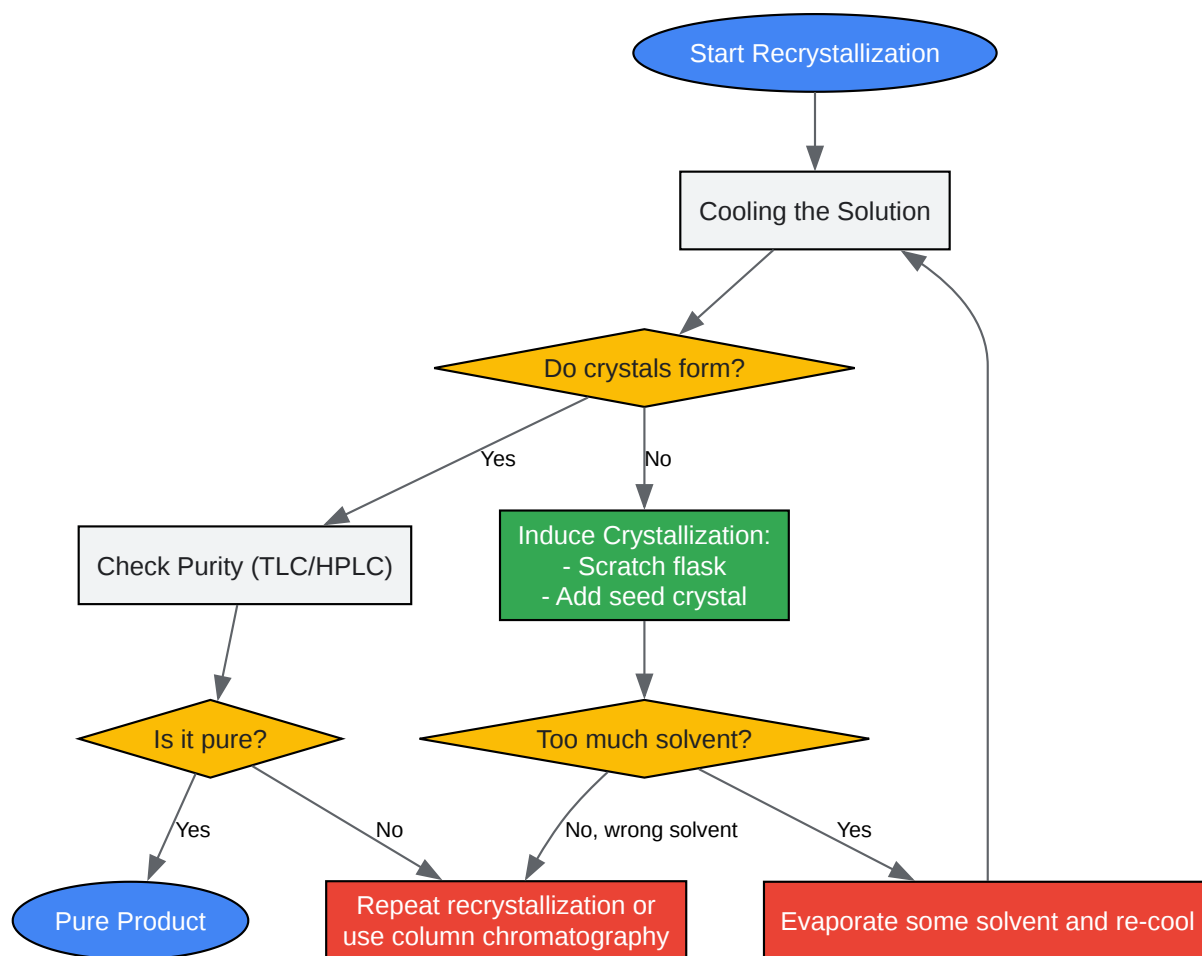 Start Recrystallization
Cooling the Solution
Do crystals form?
Yes
No
Check Purity (TLC/HPLC)
Induce Crystallization:
- Scratch flask
- Add seed crystal
Is it pure?
Too much solvent?
Yes
No
No, wrong solvent
Yes
Pure Product
Repeat recrystallization or
use column chromatography
Evaporate some solvent and re-cool